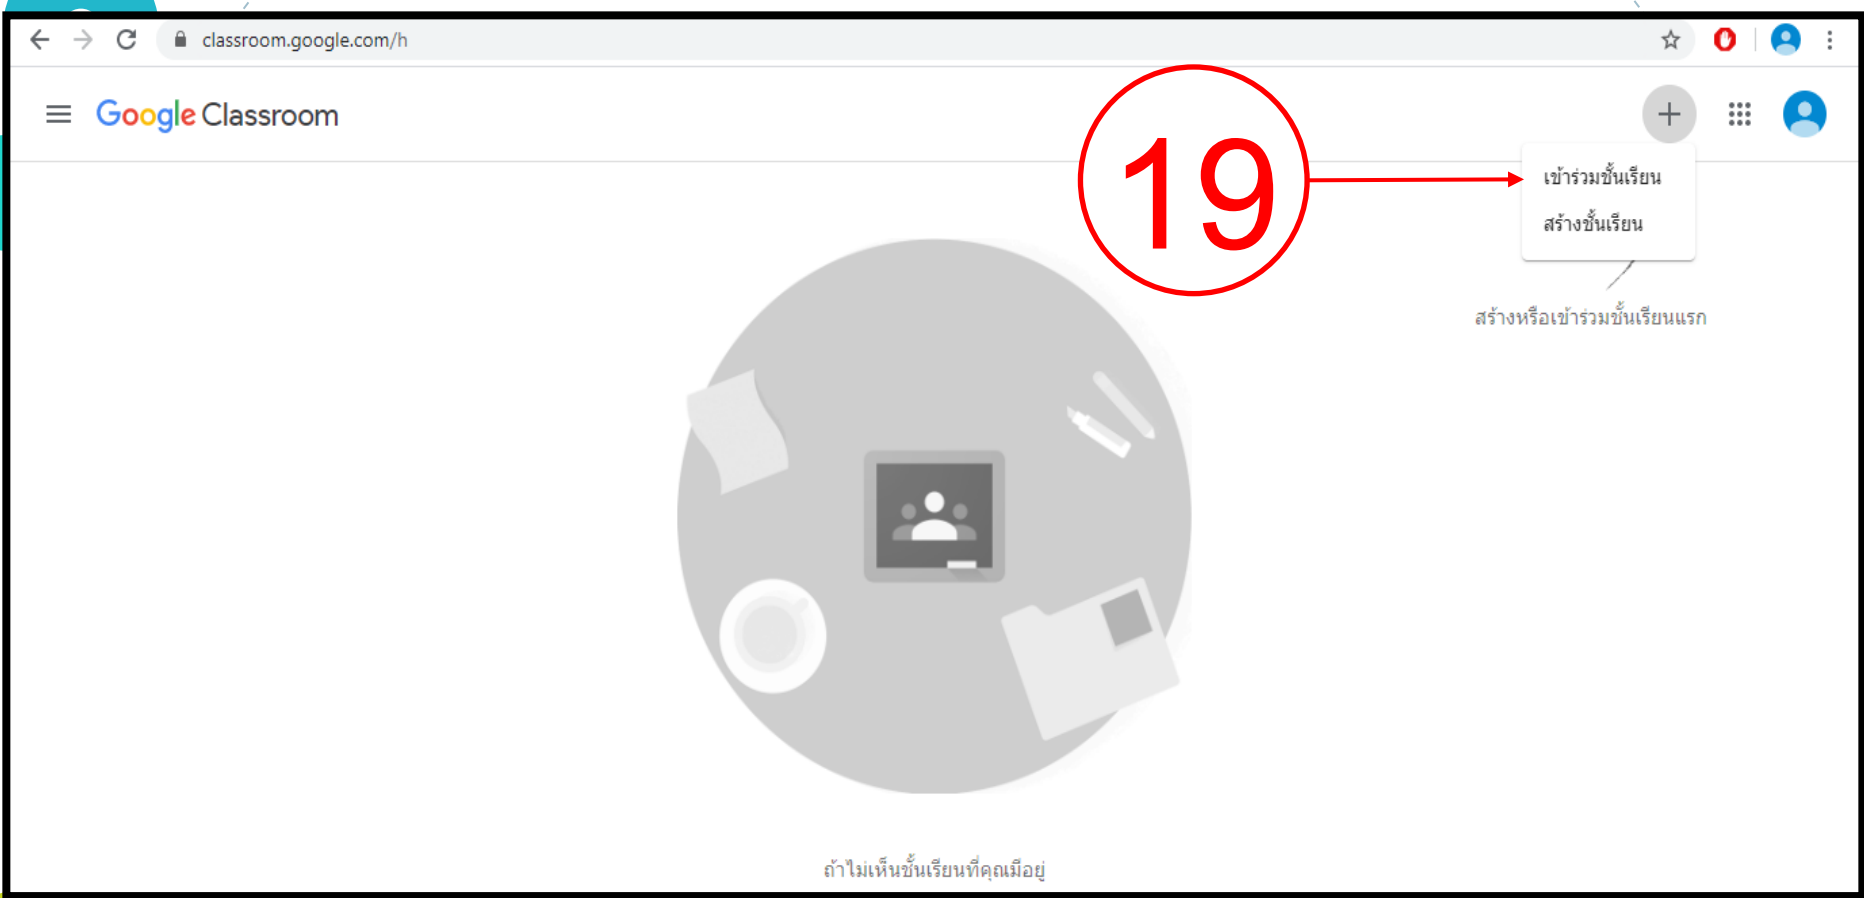 classroom.google.com/h
Google Classroom
19
เข้าร่วมชั้นเรียน
สร้างชั้นเรียน
สร้างหรือเข้าร่วมชั้นเรียนแรก
ถ้าไม่เห็นชั้นเรียนที่คุณมีอยู่